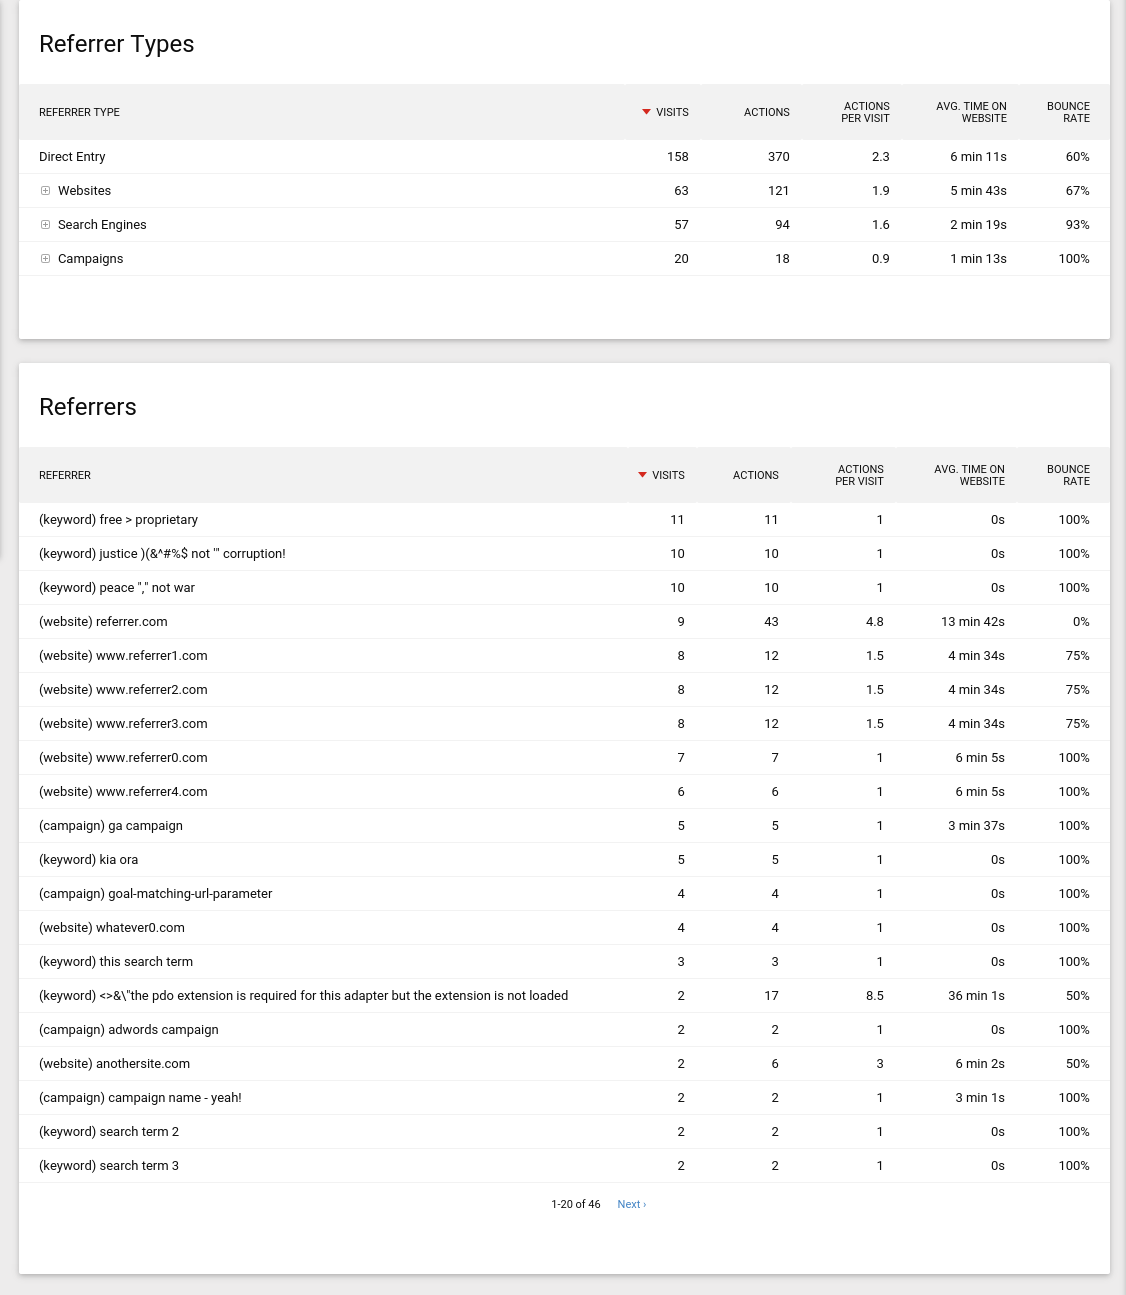 Referrer Types
REFERRER TYPE VISITS ACTIONS ACTIONS PER VISIT AVG. TIME ON WEBSITE BOUNCE RATE
Direct Entry 158 370 2.3 6 min 11s 60%
Websites 63 121 1.9 5 min 43s 67%
Search Engines 57 94 1.6 2 min 19s 93%
Campaigns 20 18 0.9 1 min 13s 100%
Referrers
REFERRER VISITS ACTIONS ACTIONS PER VISIT AVG. TIME ON WEBSITE BOUNCE RATE
(keyword) free > proprietary 11 11 1 0s 100%
(keyword) justice )(&^#%$ not '" corruption! 10 10 1 0s 100%
(keyword) peace "," not war 10 10 1 0s 100%
(website) referrer.com 9 43 4.8 13 min 42s 0%
(website) www.referrer1.com 8 12 1.5 4 min 34s 75%
(website) www.referrer2.com 8 12 1.5 4 min 34s 75%
(website) www.referrer3.com 8 12 1.5 4 min 34s 75%
(website) www.referrer0.com 7 7 1 6 min 5s 100%
(website) www.referrer4.com 6 6 1 6 min 5s 100%
(campaign) ga campaign 5 5 1 3 min 37s 100%
(keyword) kia ora 5 5 1 0s 100%
(campaign) goal-matching-url-parameter 4 4 1 0s 100%
(website) whatever0.com 4 4 1 0s 100%
(keyword) this search term 3 3 1 0s 100%
(keyword) <>&\"the pdo extension is required for this adapter but the extension is not loaded 2 17 8.5 36 min 1s 50%
(campaign) adwords campaign 2 2 1 0s 100%
(website) anothersite.com 2 6 3 6 min 2s 50%
(campaign) campaign name - yeah! 2 2 1 3 min 1s 100%
(keyword) search term 2 2 2 1 0s 100%
(keyword) search term 3 2 2 1 0s 100%
1-20 of 46 Next ›